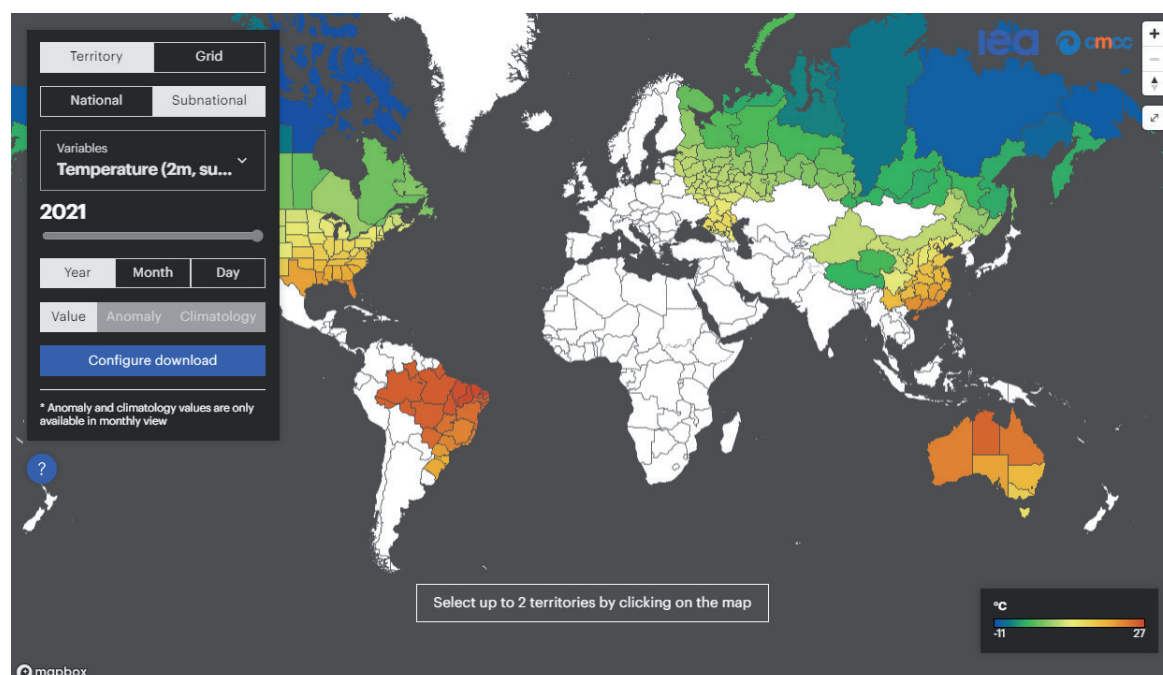 Territory Grid
National Subnational
Variables
Temperature (2m, su...
2021
Year Month Day
Value Anomaly Climatology
Configure download
* Anomaly and climatology values are only
available in monthly view
?
iea cmcc
+
−
Select up to 2 territories by clicking on the map
°C
-11 27
mapbox